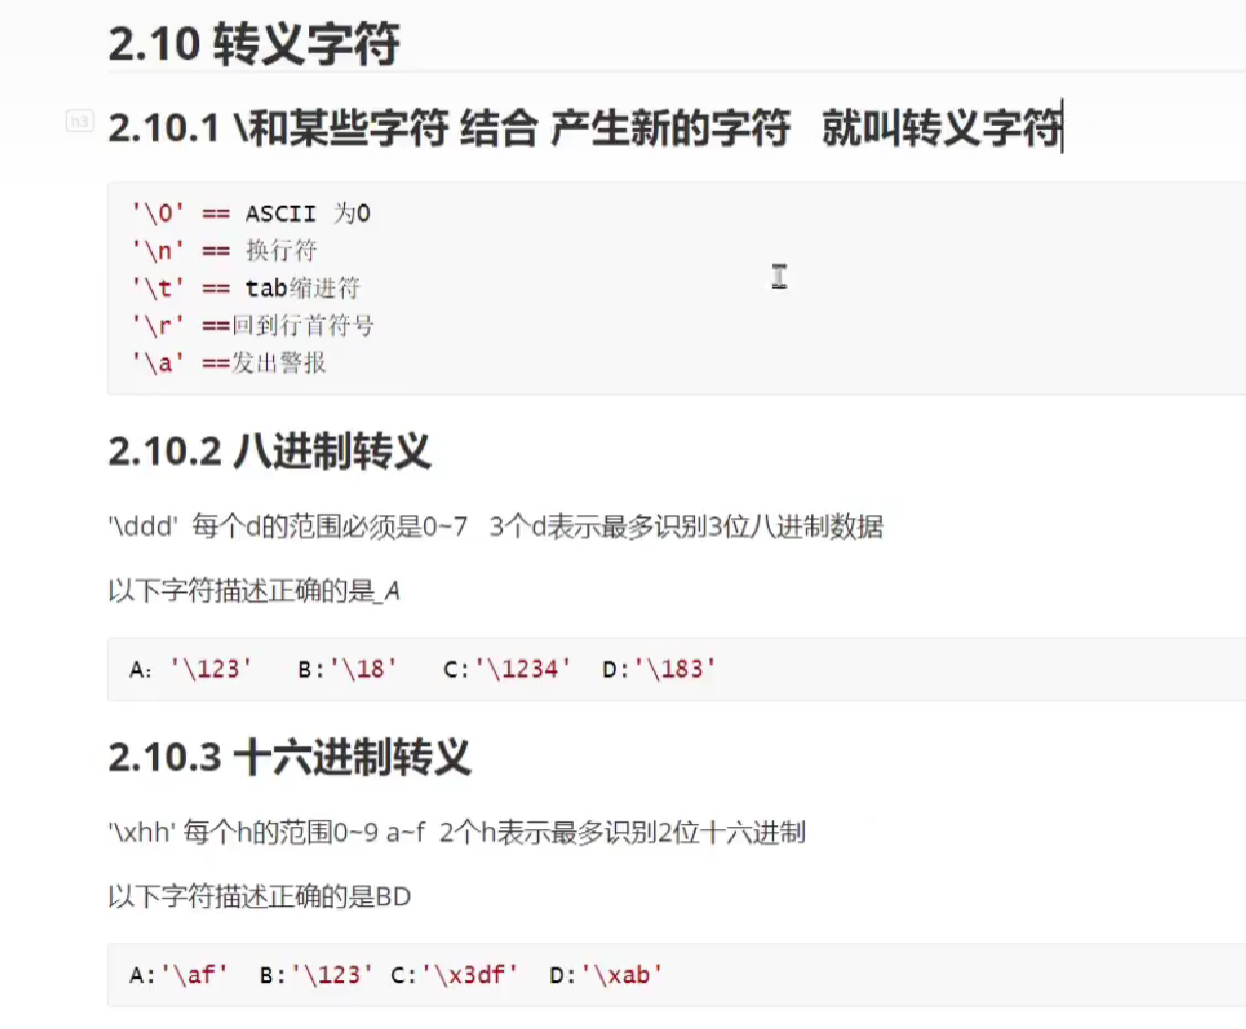 2.10 转义字符
h3
2.10.1 \和某些字符 结合 产生新的字符 就叫转义字符
'\0' == ASCII 为0
'\n' == 换行符
'\t' == tab缩进符
'\r' ==回到行首符号
'\a' ==发出警报
2.10.2 八进制转义
'\ddd' 每个d的范围必须是0~7 3个d表示最多识别3位八进制数据
以下字符描述正确的是_A
A: '\123' B:'\18' C:'\1234' D:'\183'
2.10.3 十六进制转义
'\xhh' 每个h的范围0~9 a~f 2个h表示最多识别2位十六进制
以下字符描述正确的是BD
A:'\af' B:'\123' C:'\x3df' D:'\xab'